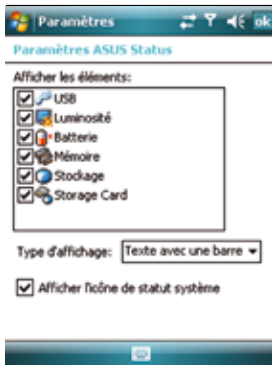 Paramètres
ok
Paramètres ASUS Status
Afficher les éléments:
USB
Luminosité
Batterie
Mémoire
Stockage
Storage Card
Type d'affichage: Texte avec une barre
Afficher l'icône de statut système